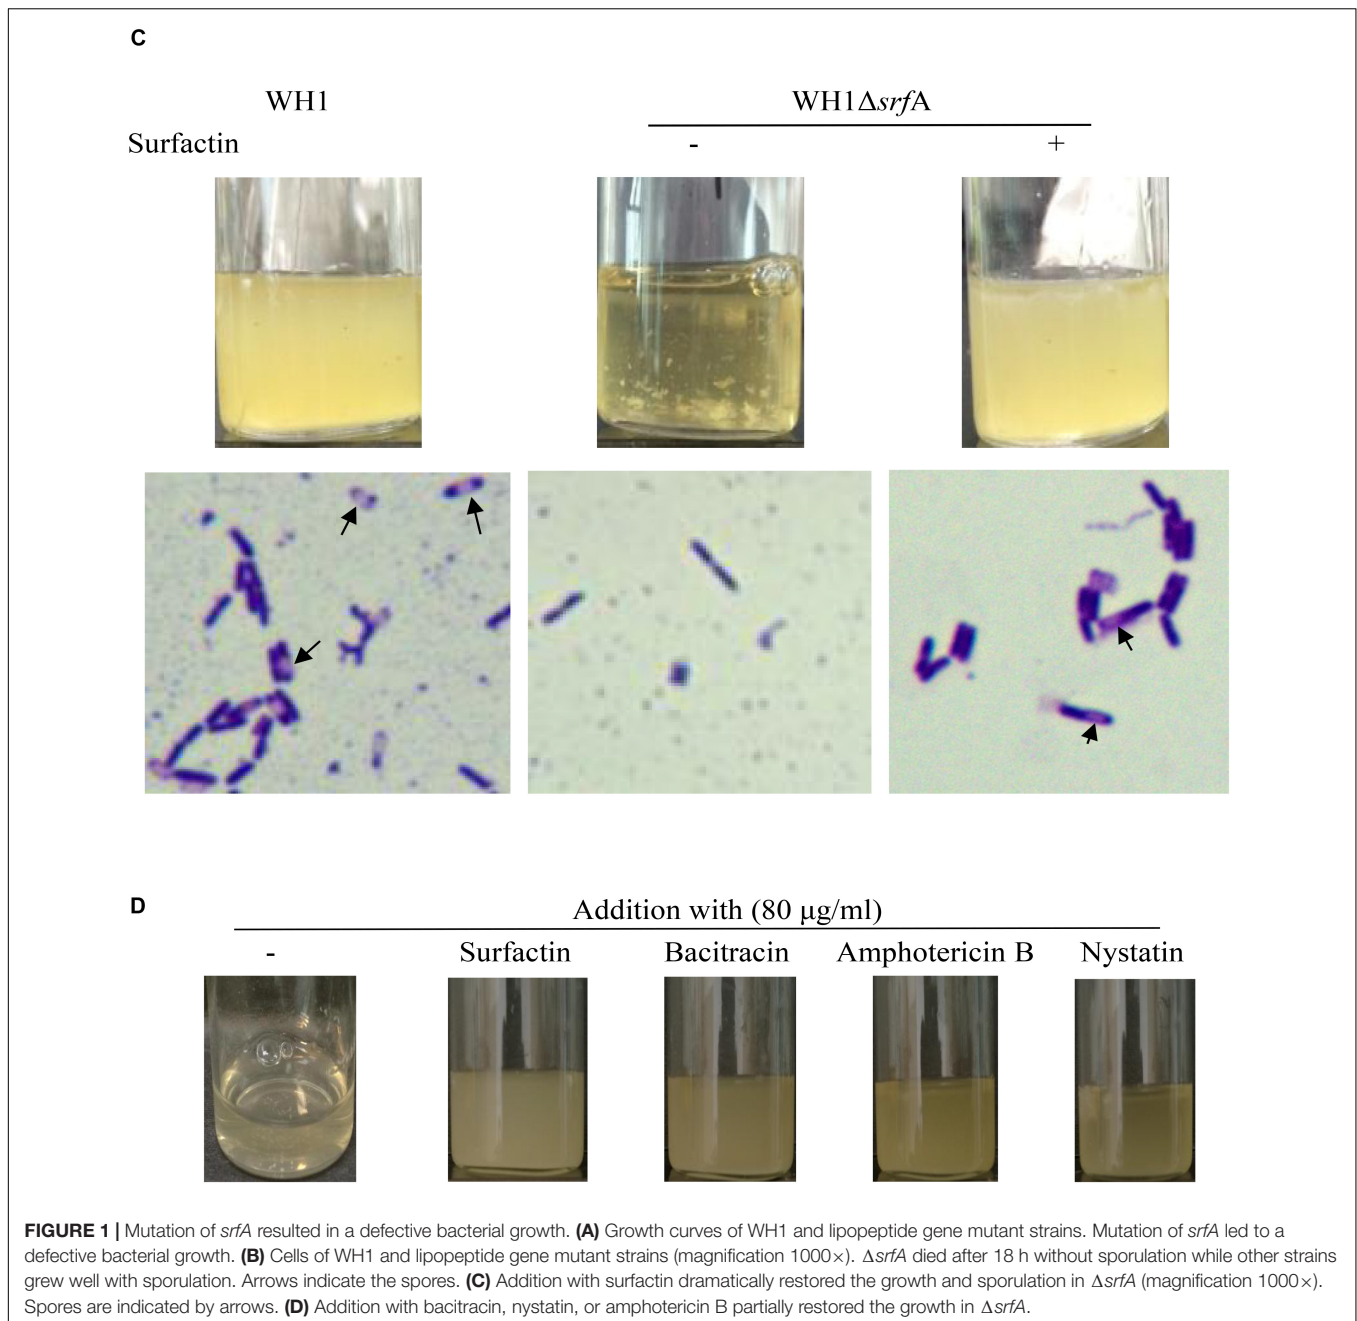 C
WH1
WH1ΔsrfA
Surfactin
-
+
D
Addition with (80 μg/ml)
-
Surfactin
Bacitracin
Amphotericin B
Nystatin
FIGURE 1 | Mutation of srfA resulted in a defective bacterial growth. (A) Growth curves of WH1 and lipopeptide gene mutant strains. Mutation of srfA led to a
defective bacterial growth. (B) Cells of WH1 and lipopeptide gene mutant strains (magnification 1000×). ΔsrfA died after 18 h without sporulation while other strains
grew well with sporulation. Arrows indicate the spores. (C) Addition with surfactin dramatically restored the growth and sporulation in ΔsrfA (magnification 1000×).
Spores are indicated by arrows. (D) Addition with bacitracin, nystatin, or amphotericin B partially restored the growth in ΔsrfA.